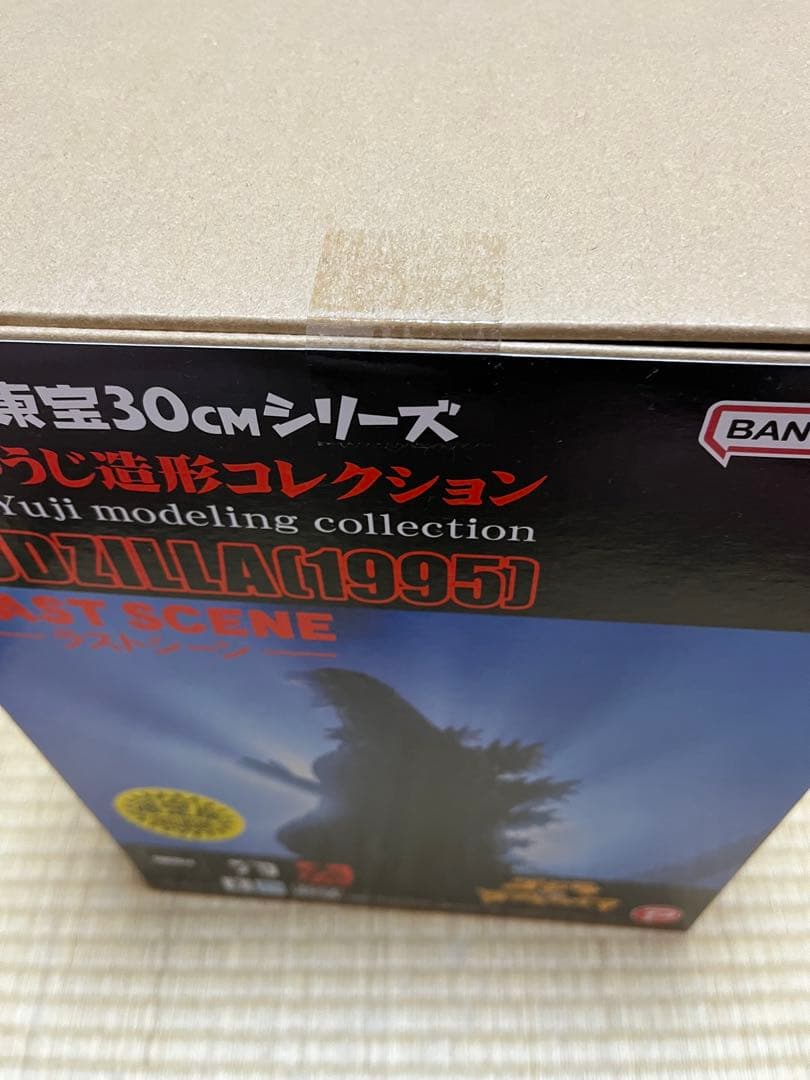 東宝30CMシリーズ
うじ造形コレクション
Yuji modeling collection
DZILLA(1995)
AST SCENE
ラストシーン
BAN